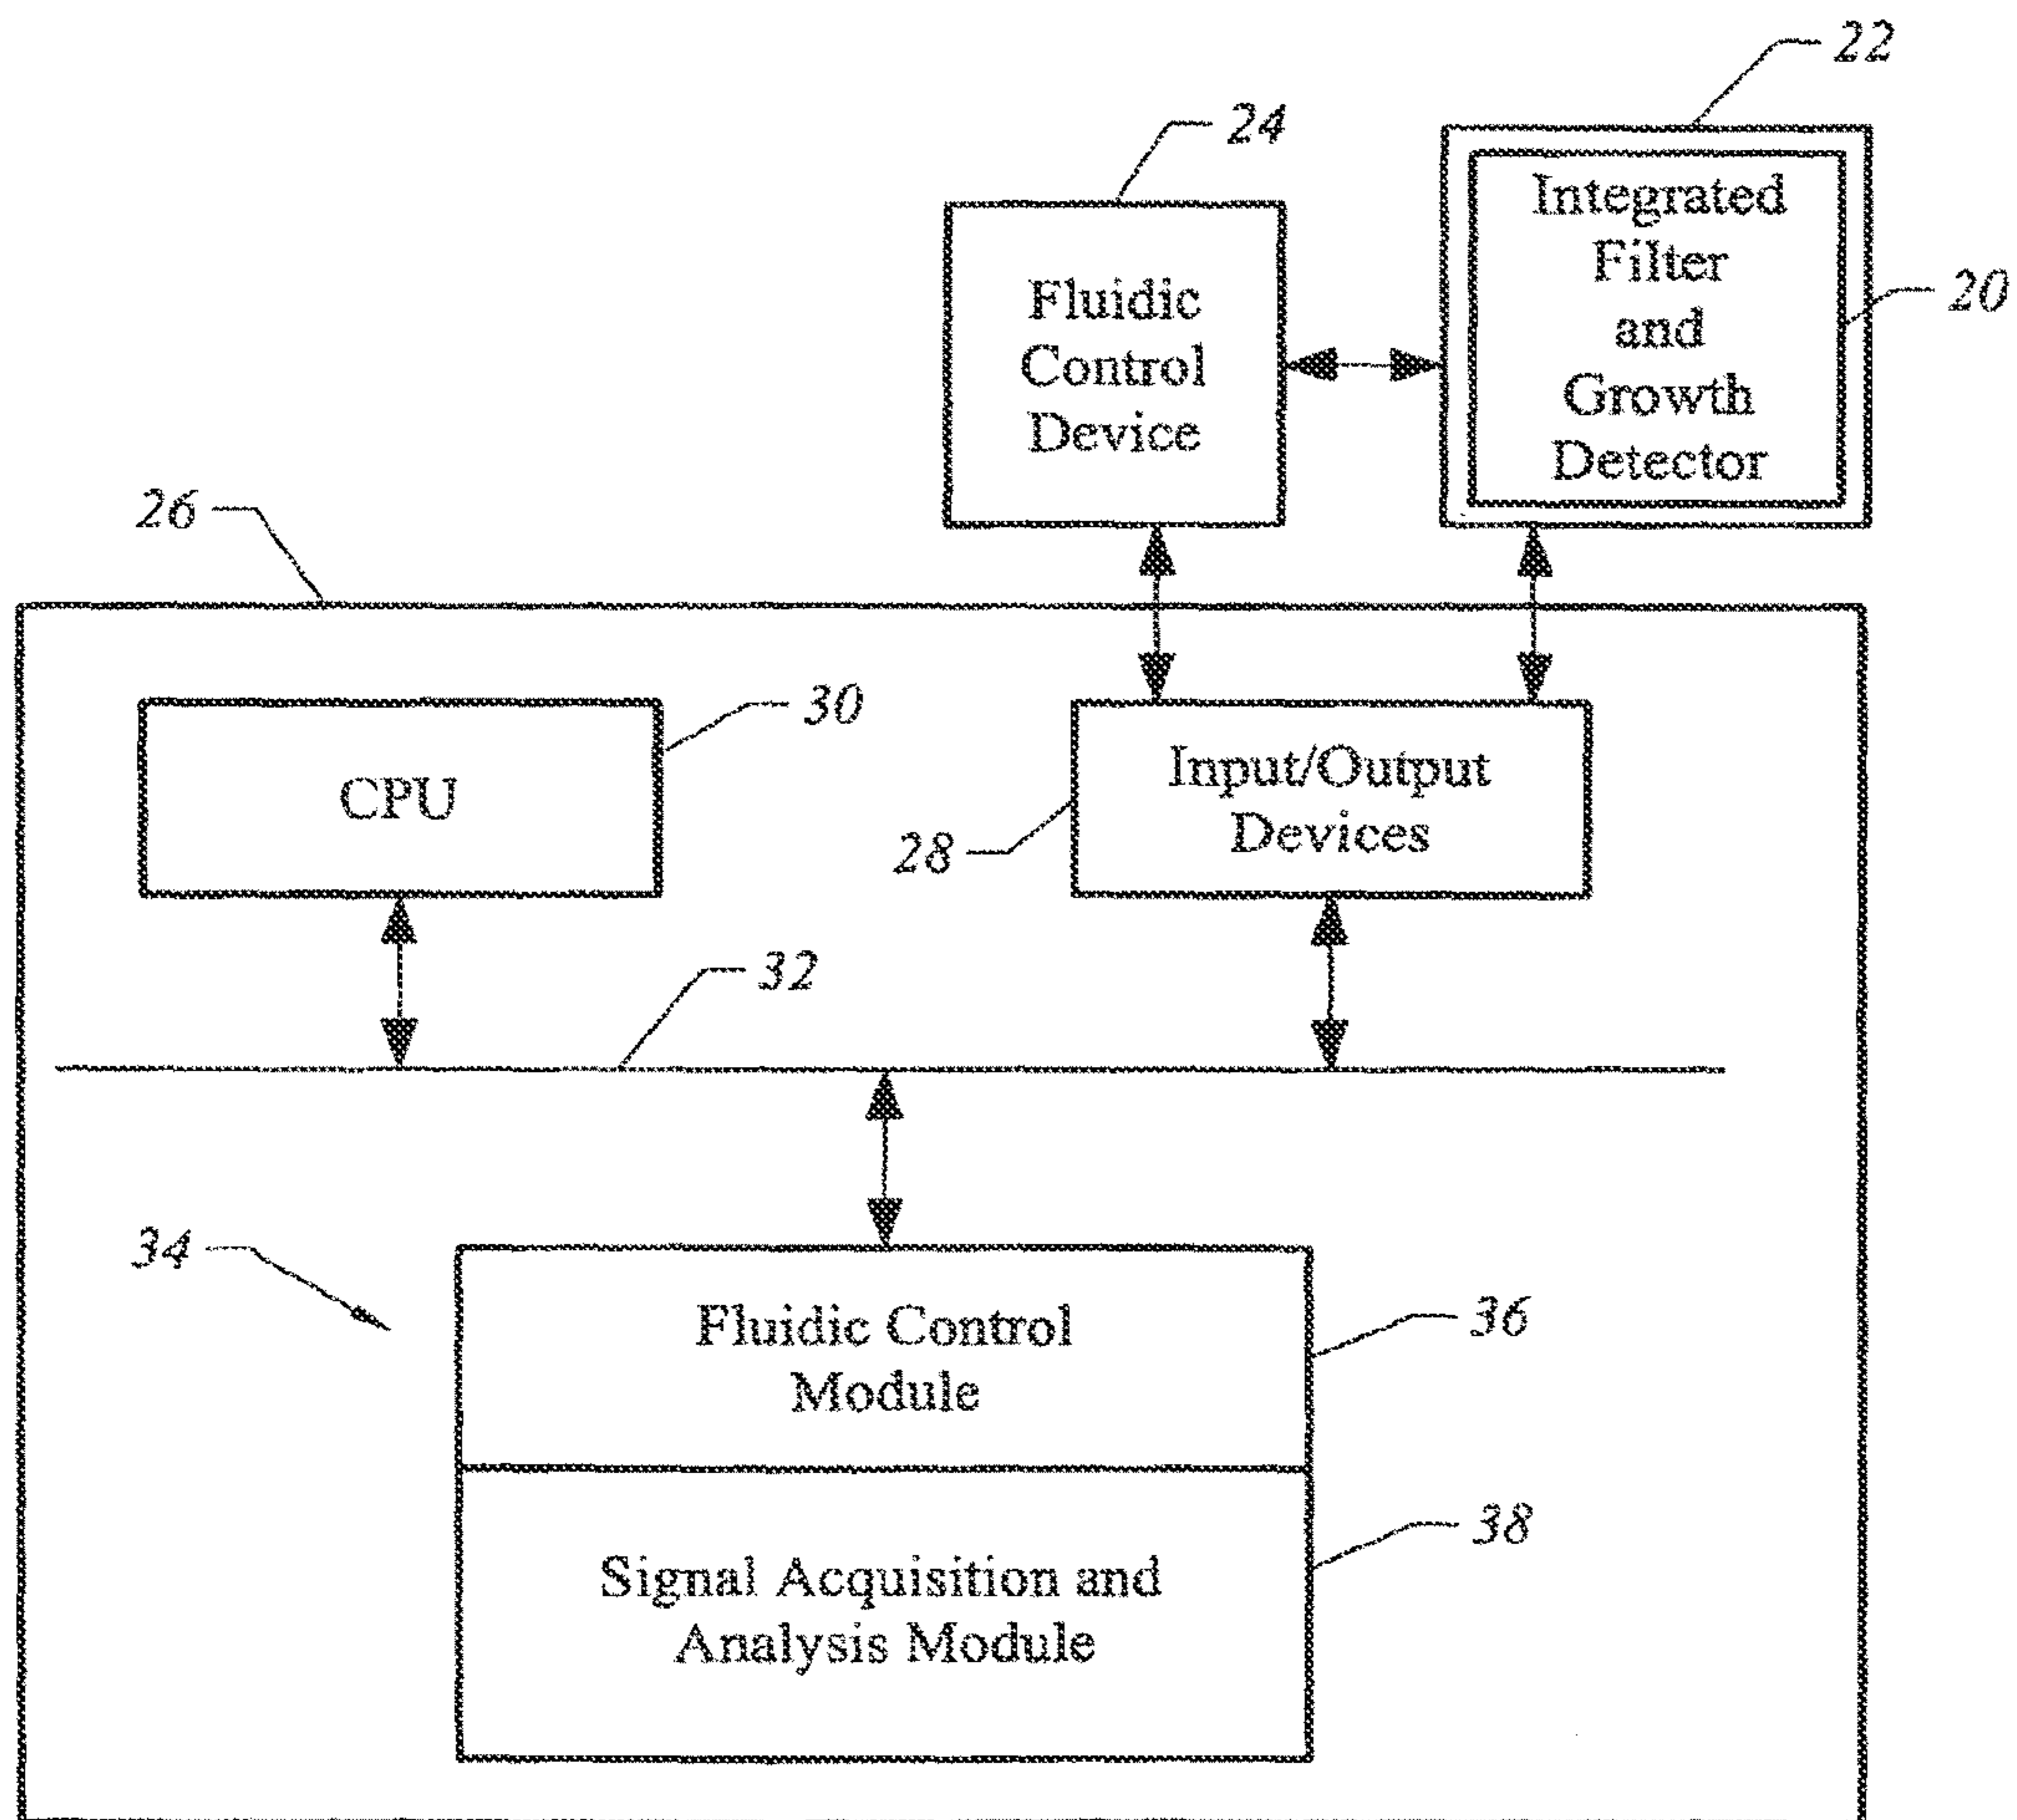 22
24
Integrated
Filter
and
Growth
Detector
20
Fluidic
Control
Device
26
30
CPU
Input/Output
Devices
28
32
34
Fluidic Control
Module
36
Signal Acquisition and
Analysis Module
38